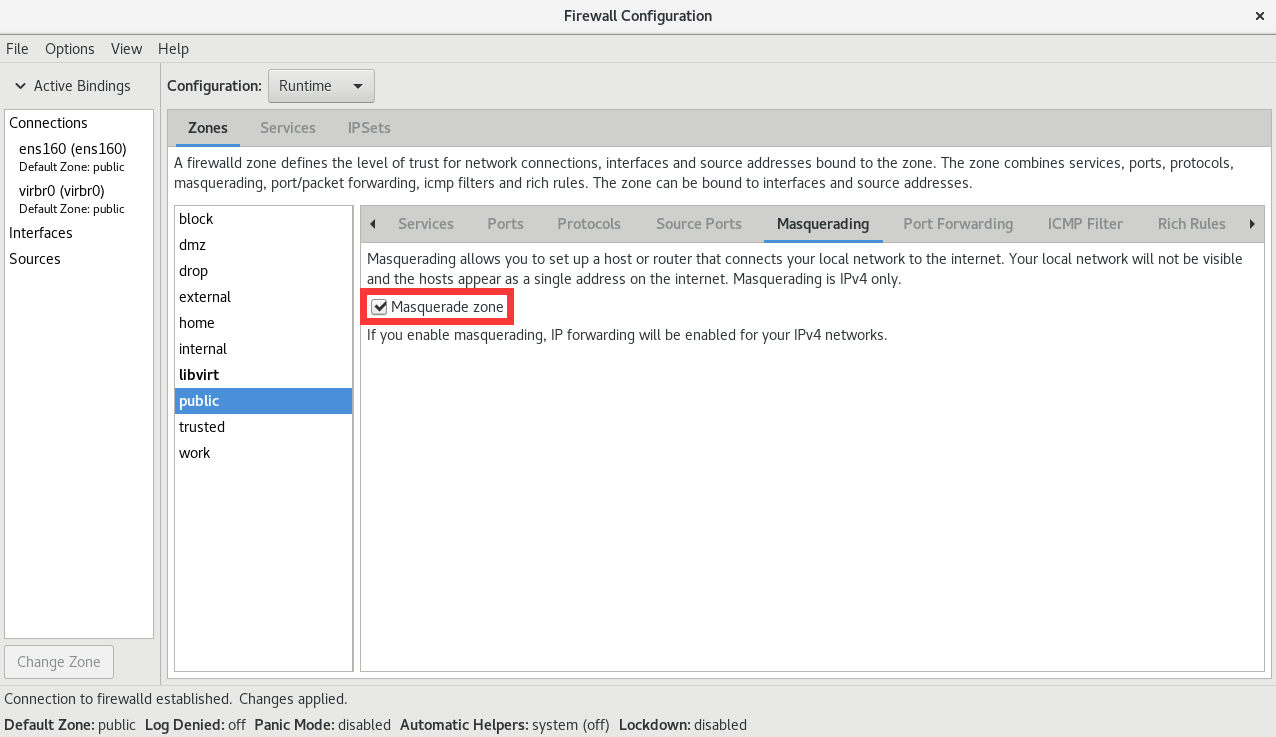 Firewall Configuration
File Options View Help
Active Bindings
Configuration: Runtime
Connections
ens160 (ens160)
Default Zone: public
virbr0 (virbr0)
Default Zone: public
Interfaces
Sources
Change Zone
Zones Services IPSets
A firewalld zone defines the level of trust for network connections, interfaces and source addresses bound to the zone. The zone combines services, ports, protocols,
masquerading, port/packet forwarding, icmp filters and rich rules. The zone can be bound to interfaces and source addresses.
block
dmz
drop
external
home
internal
libvirt
public
trusted
work
Services Ports Protocols Source Ports Masquerading Port Forwarding ICMP Filter Rich Rules
Masquerading allows you to set up a host or router that connects your local network to the internet. Your local network will not be visible
and the hosts appear as a single address on the internet. Masquerading is IPv4 only.
Masquerade zone
If you enable masquerading, IP forwarding will be enabled for your IPv4 networks.
Connection to firewalld established. Changes applied.
Default Zone: public Log Denied: off Panic Mode: disabled Automatic Helpers: system (off) Lockdown: disabled